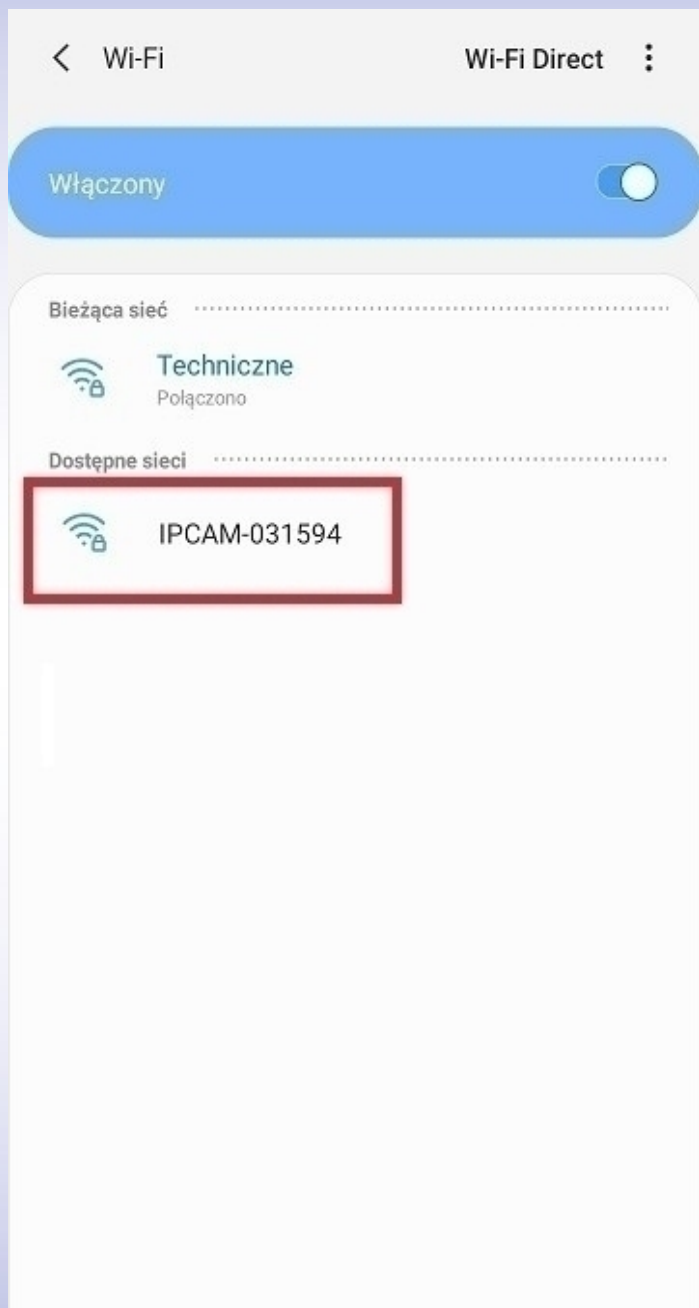 Wi-Fi Wi-Fi Direct
Włączony
Bieżąca sieć
Techniczne
Połączono
Dostępne sieci
IPCAM-031594